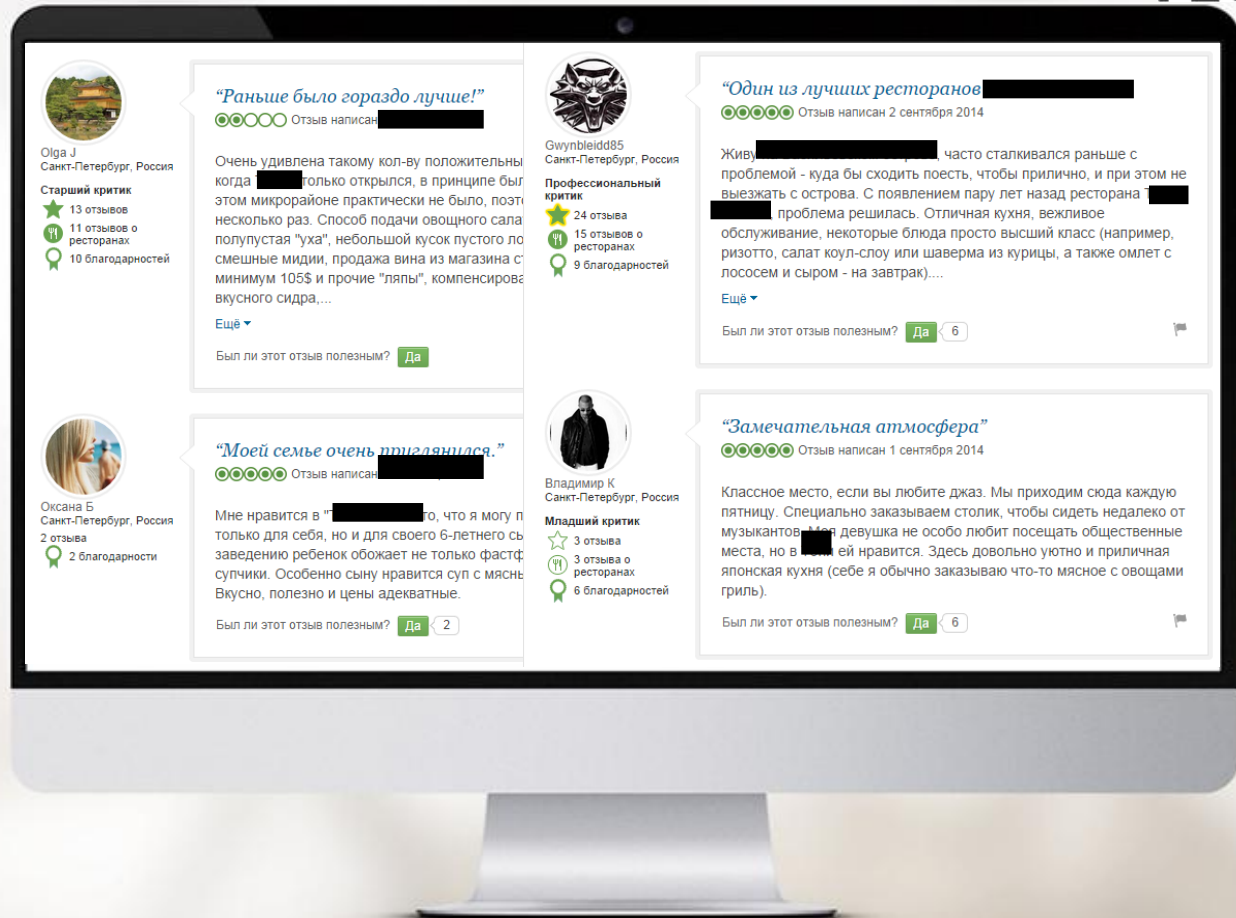 “Раньше было гораздо лучше!”
Отзыв написан
Olga J
Санкт-Петербург, Россия
Старший критик
13 отзывов
11 отзывов о
ресторанах
10 благодарностей
Очень удивлена такому кол-ву положительны
когда только открылся, в принципе был
этом микрорайоне практически не было, поэт
несколько раз. Способ подачи овощного сала
полупустая "уха", небольшой кусок пустого ло
смешные мидии, продажа вина из магазина ст
минимум 105$ и прочие "ляпы", компенсирова
вкусного сидра,...
Ещё
Был ли этот отзыв полезным? Да
“Моей семье очень приглянулся.”
Отзыв написан
Оксана Б
Санкт-Петербург, Россия
2 отзыва
2 благодарности
Мне нравится в "Т то, что я могу п
только для себя, но и для своего 6-летнего сы
заведению ребенок обожает не только фастф
супчики. Особенно сыну нравится суп с мясны
Вкусно, полезно и цены адекватные.
Был ли этот отзыв полезным? Да 2
“Один из лучших ресторанов
Отзыв написан 2 сентября 2014
Gwynbleidd85
Санкт-Петербург, Россия
Профессиональный
критик
24 отзыва
15 отзывов о
ресторанах
9 благодарностей
Живу , часто сталкивался раньше с
проблемой - куда бы сходить поесть, чтобы прилично, и при этом не
выезжать с острова. С появлением пару лет назад ресторана Т
, проблема решилась. Отличная кухня, вежливое
обслуживание, некоторые блюда просто высший класс (например,
ризотто, салат коул-слоу или шаверма из курицы, а также омлет с
лососем и сыром - на завтрак)....
Ещё
Был ли этот отзыв полезным? Да 6
“Замечательная атмосфера”
Отзыв написан 1 сентября 2014
Владимир К
Санкт-Петербург, Россия
Младший критик
3 отзыва
3 отзыва о
ресторанах
6 благодарностей
Классное место, если вы любите джаз. Мы приходим сюда каждую
пятницу. Специально заказываем столик, чтобы сидеть недалеко от
музыкантов. Моя девушка не особо любит посещать общественные
места, но в ей нравится. Здесь довольно уютно и приличная
японская кухня (себе я обычно заказываю что-то мясное с овощами
гриль).
Был ли этот отзыв полезным? Да 6